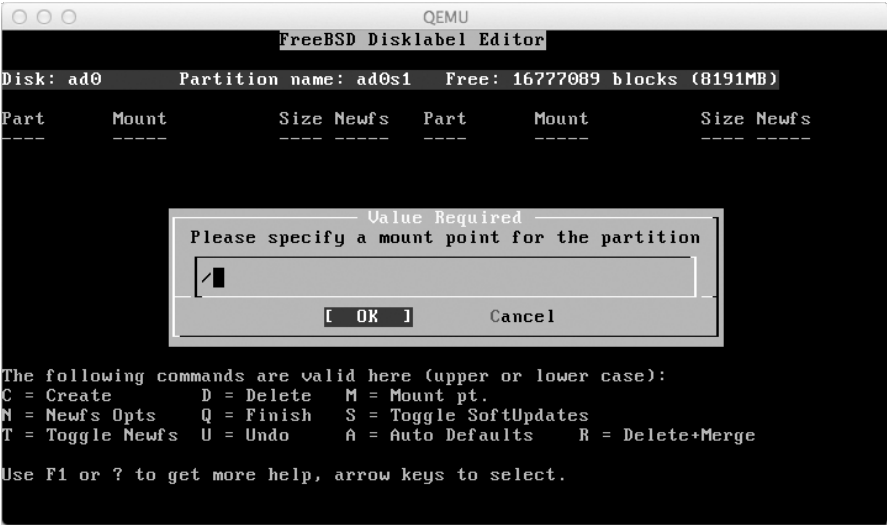 QEMU
FreeBSD Disklabel Editor
Disk: ad0 Partition name: ad0s1 Free: 16777089 blocks (8191MB)
Part Mount Size Newfs Part Mount Size Newfs
---- ----- ---- ----- ---- ----- ---- -----
Value Required
Please specify a mount point for the partition
/
[ OK ] Cancel
The following commands are valid here (upper or lower case):
C = Create D = Delete M = Mount pt.
N = Newfs Opts Q = Finish S = Toggle SoftUpdates
T = Toggle Newfs U = Undo A = Auto Defaults R = Delete+Merge
Use F1 or ? to get more help, arrow keys to select.